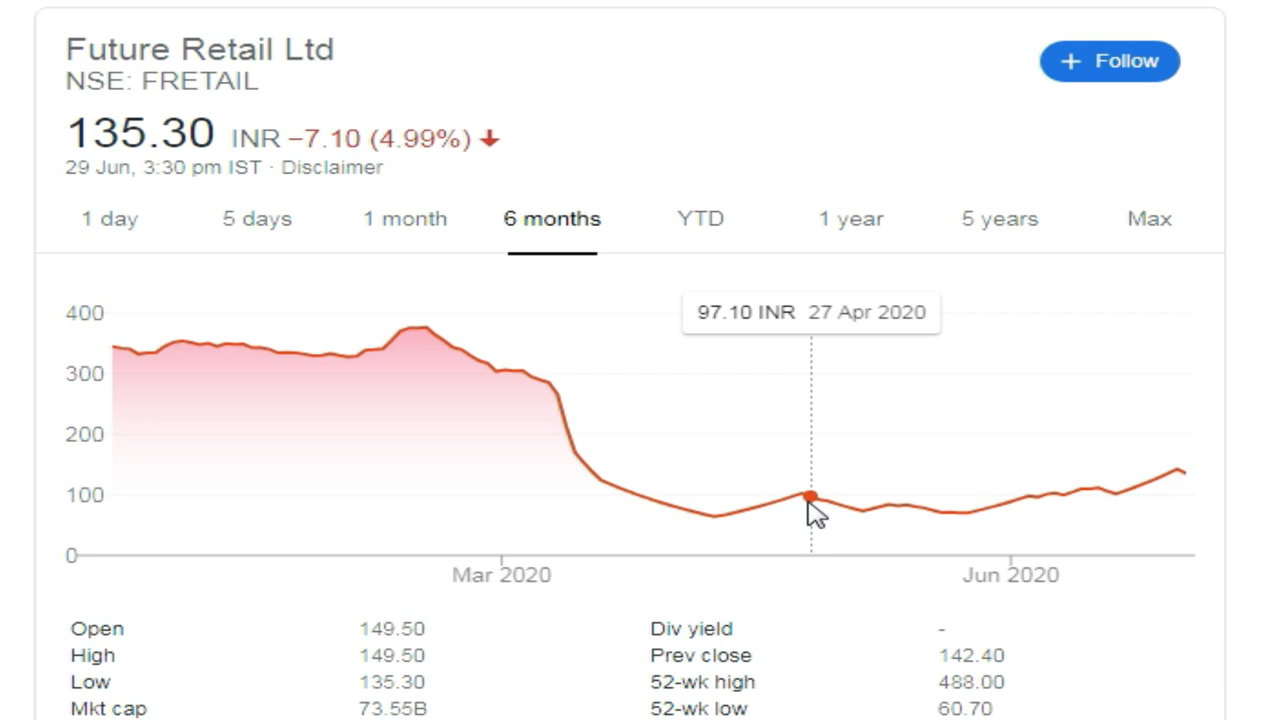 Future Retail Ltd
NSE: FRETAIL
+ Follow
135.30 INR −7.10 (4.99%)
29 Jun, 3:30 pm IST · Disclaimer
1 day 5 days 1 month 6 months YTD 1 year 5 years Max
97.10 INR 27 Apr 2020
400
300
200
100
0
Mar 2020 Jun 2020
Open 149.50 Div yield -
High 149.50 Prev close 142.40
Low 135.30 52-wk high 488.00
Mkt cap 73.55B 52-wk low 60.70